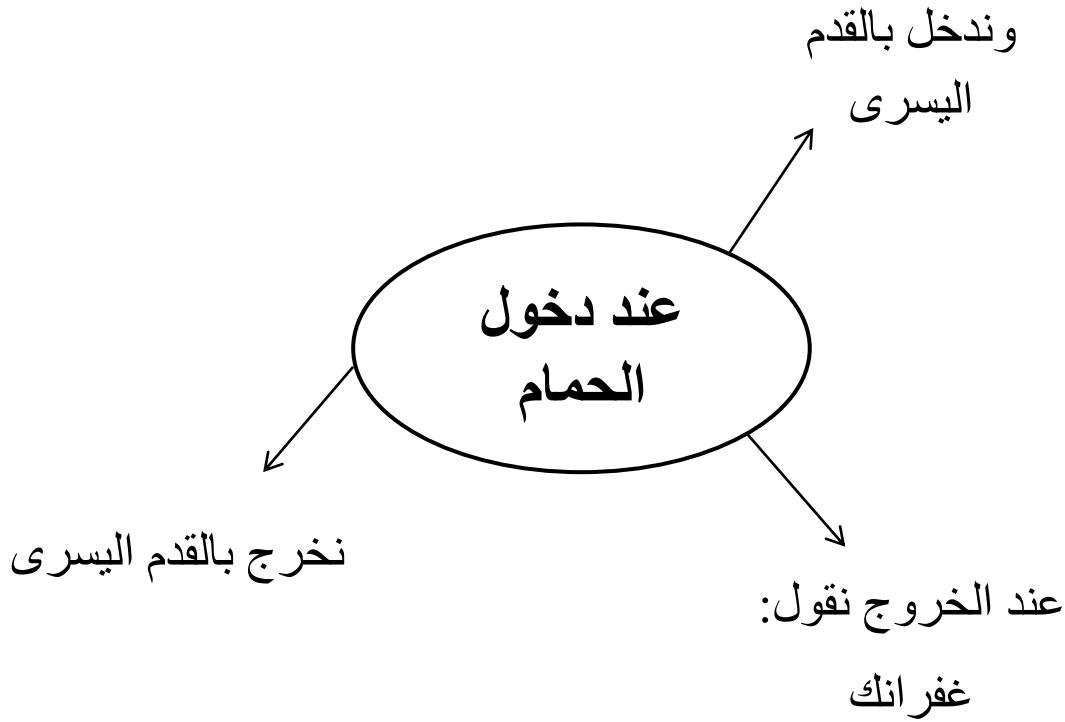 وندخل بالقدم
اليسرى
عند دخول
الحمام
نخرج بالقدم اليسرى
عند الخروج نقول:
غفرانك